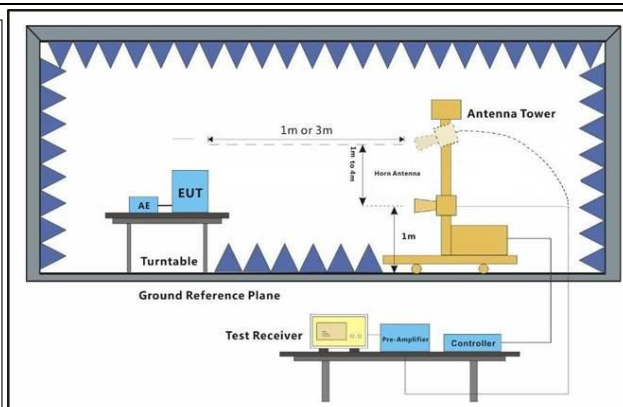 1m or 3m
Antenna Tower
1m to 4m
Horn Antenna
EUT
AE
1m
Turntable
Ground Reference Plane
Test Receiver
Pre-Amplifier
Controller